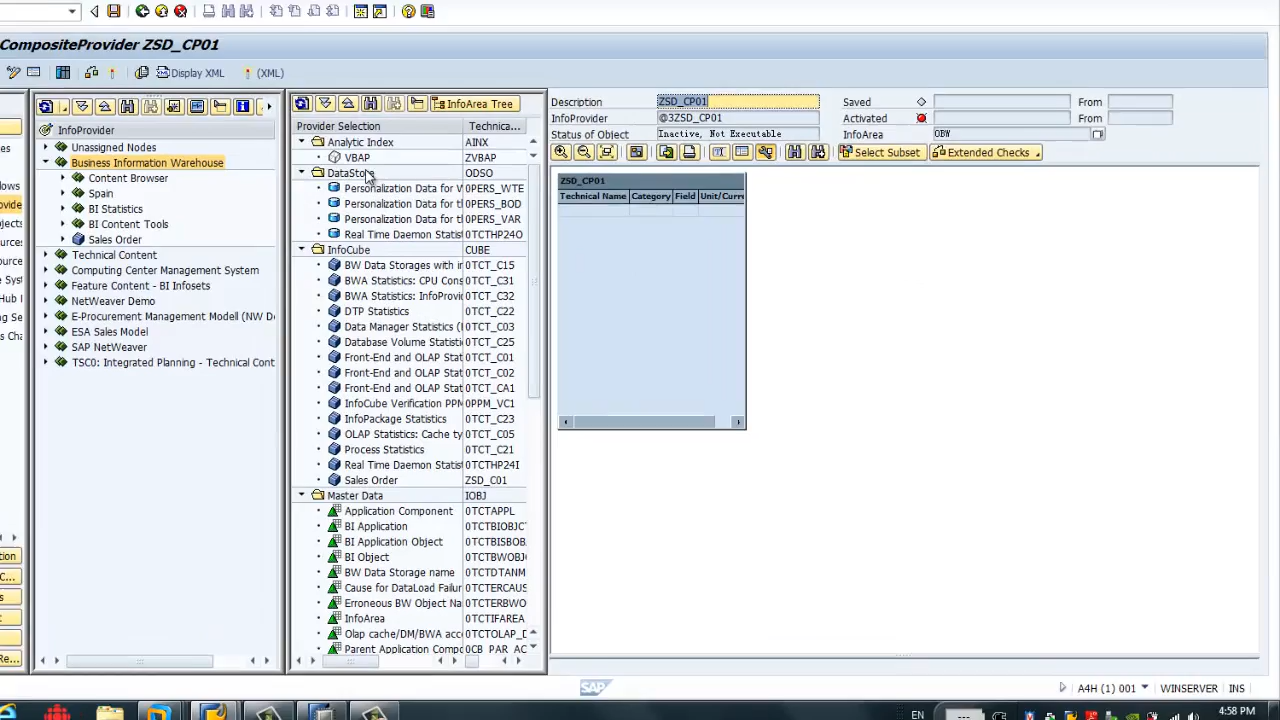 CompositeProvider ZSD_CP01
Display XML
(XML)
InfoProvider
Unassigned Nodes
Business Information Warehouse
Content Browser
Spain
BI Statistics
BI Content Tools
Sales Order
Technical Content
Computing Center Management System
Feature Content - BI Infosets
NetWeaver Demo
E-Procurement Management Modell (NW De
ESA Sales Model
SAP NetWeaver
TSC0: Integrated Planning - Technical Cont
InfoArea Tree
Provider Selection Technica...
Analytic Index AINX
VBAP ZVBAP
DataStore ODSO
Personalization Data for V 0PERS_WTE
Personalization Data for t 0PERS_BOD
Personalization Data for t 0PERS_VAR
Real Time Daemon Statist 0TCTHP24O
InfoCube CUBE
BW Data Storages with in 0TCT_C15
BWA Statistics: CPU Cons 0TCT_C31
BWA Statistics: InfoProvid 0TCT_C32
DTP Statistics 0TCT_C22
Data Manager Statistics ( 0TCT_C03
Database Volume Statistic 0TCT_C25
Front-End and OLAP Stat 0TCT_C01
Front-End and OLAP Stat 0TCT_C02
Front-End and OLAP Stat 0TCT_CA1
InfoCube Verification PPM 0PPM_VC1
InfoPackage Statistics 0TCT_C23
OLAP Statistics: Cache ty 0TCT_C05
Process Statistics 0TCT_C21
Real Time Daemon Statist 0TCTHP24I
Sales Order ZSD_C01
Master Data IOBJ
Application Component 0TCTAPPL
BI Application 0TCTBIOBJC
BI Application Object 0TCTBISBOB
BI Object 0TCTBWOBJ
BW Data Storage name 0TCTDTANM
Cause for DataLoad Failur 0TCTERCAUS
Erroneous BW Object Na 0TCTERBWO
InfoArea 0TCTIFAREA
Olap cache/DM/BWA acc 0TCTOLAP_D
Parent Application Compo 0CB_PAR_AC
Description ZSD_CP01 Saved From
InfoProvider @3ZSD_CP01 Activated From
Status of Object Inactive, Not Executable InfoArea 0BW
Select Subset
Extended Checks
ZSD_CP01
Technical Name Category Field Unit/Curre
SAP
A4H (1) 001 WINSERVER INS
EN
4:58 PM